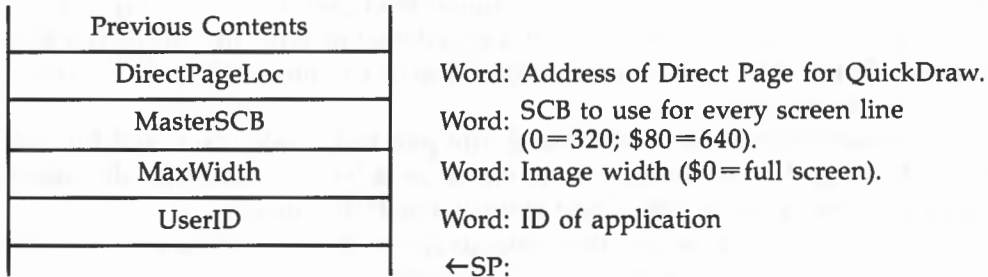 Previous Contents
DirectPageLoc Word: Address of Direct Page for QuickDraw.
MasterSCB Word: SCB to use for every screen line
(0=320; $80=640).
MaxWidth Word: Image width ($0=full screen).
UserID Word: ID of application
←SP: